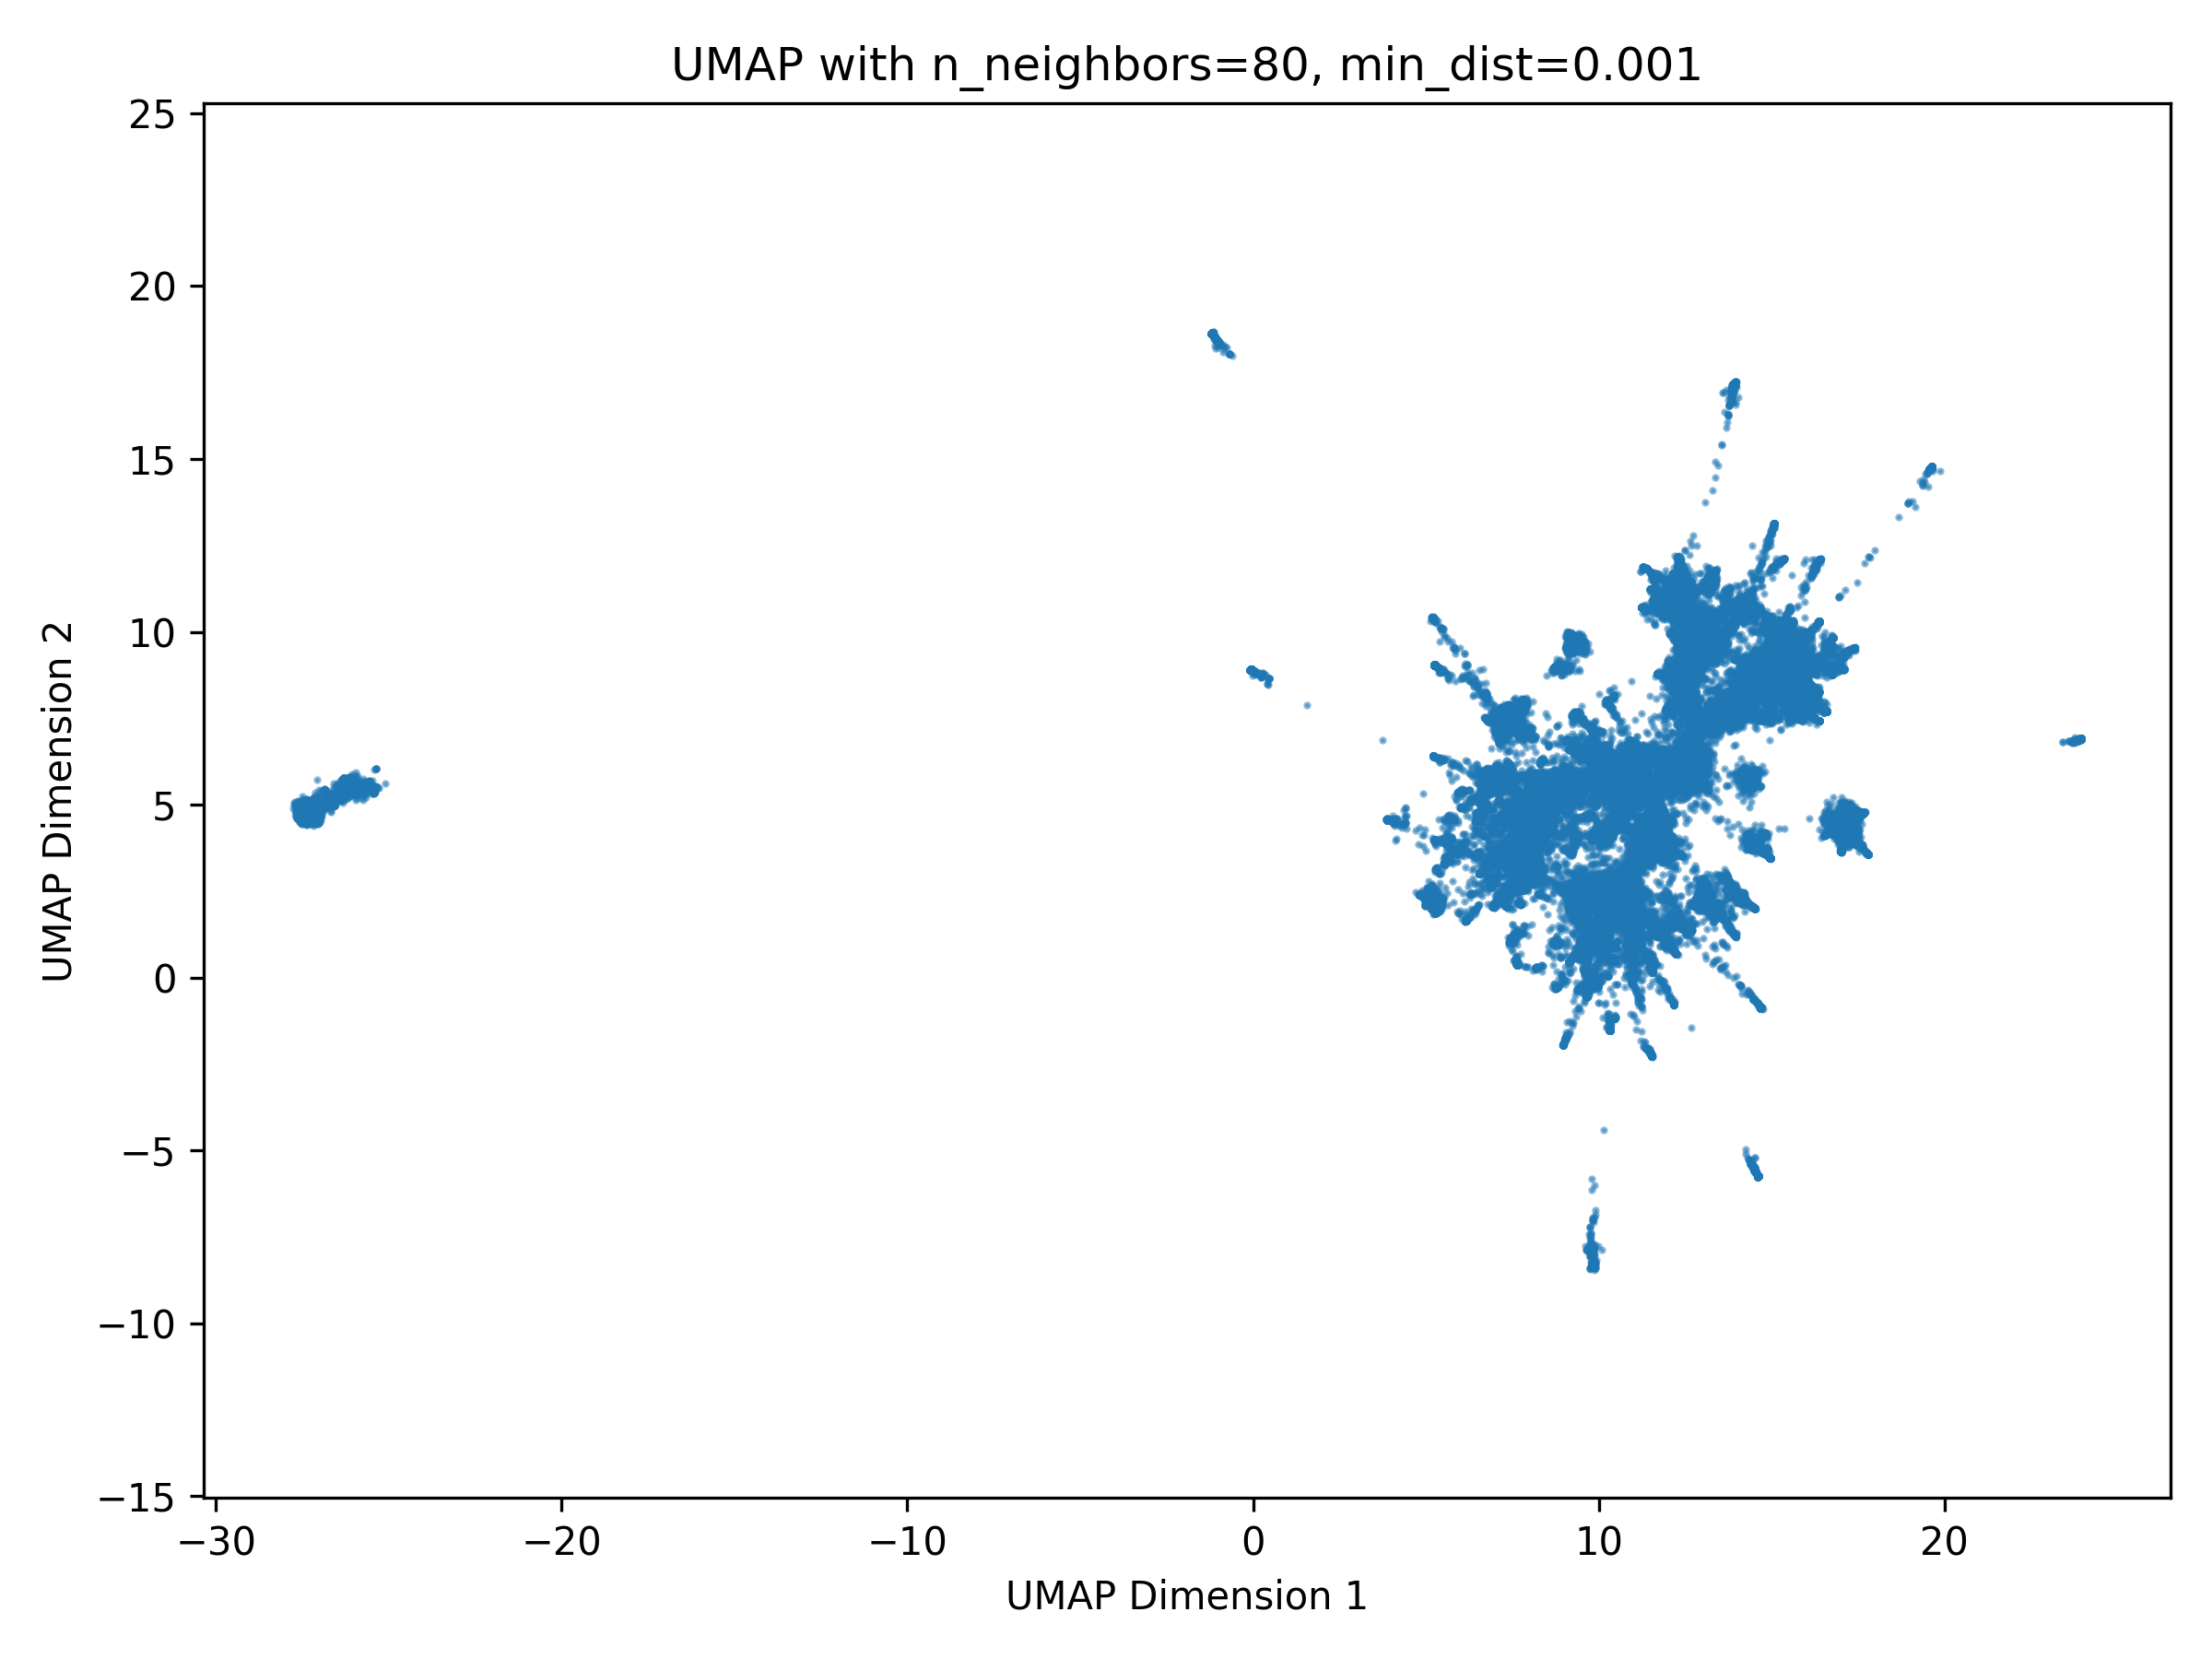 UMAP with n_neighbors=80, min_dist=0.001
25
20
15
10
5
0
−5
−10
−15
UMAP Dimension 2
−30 −20 −10 0 10 20
UMAP Dimension 1